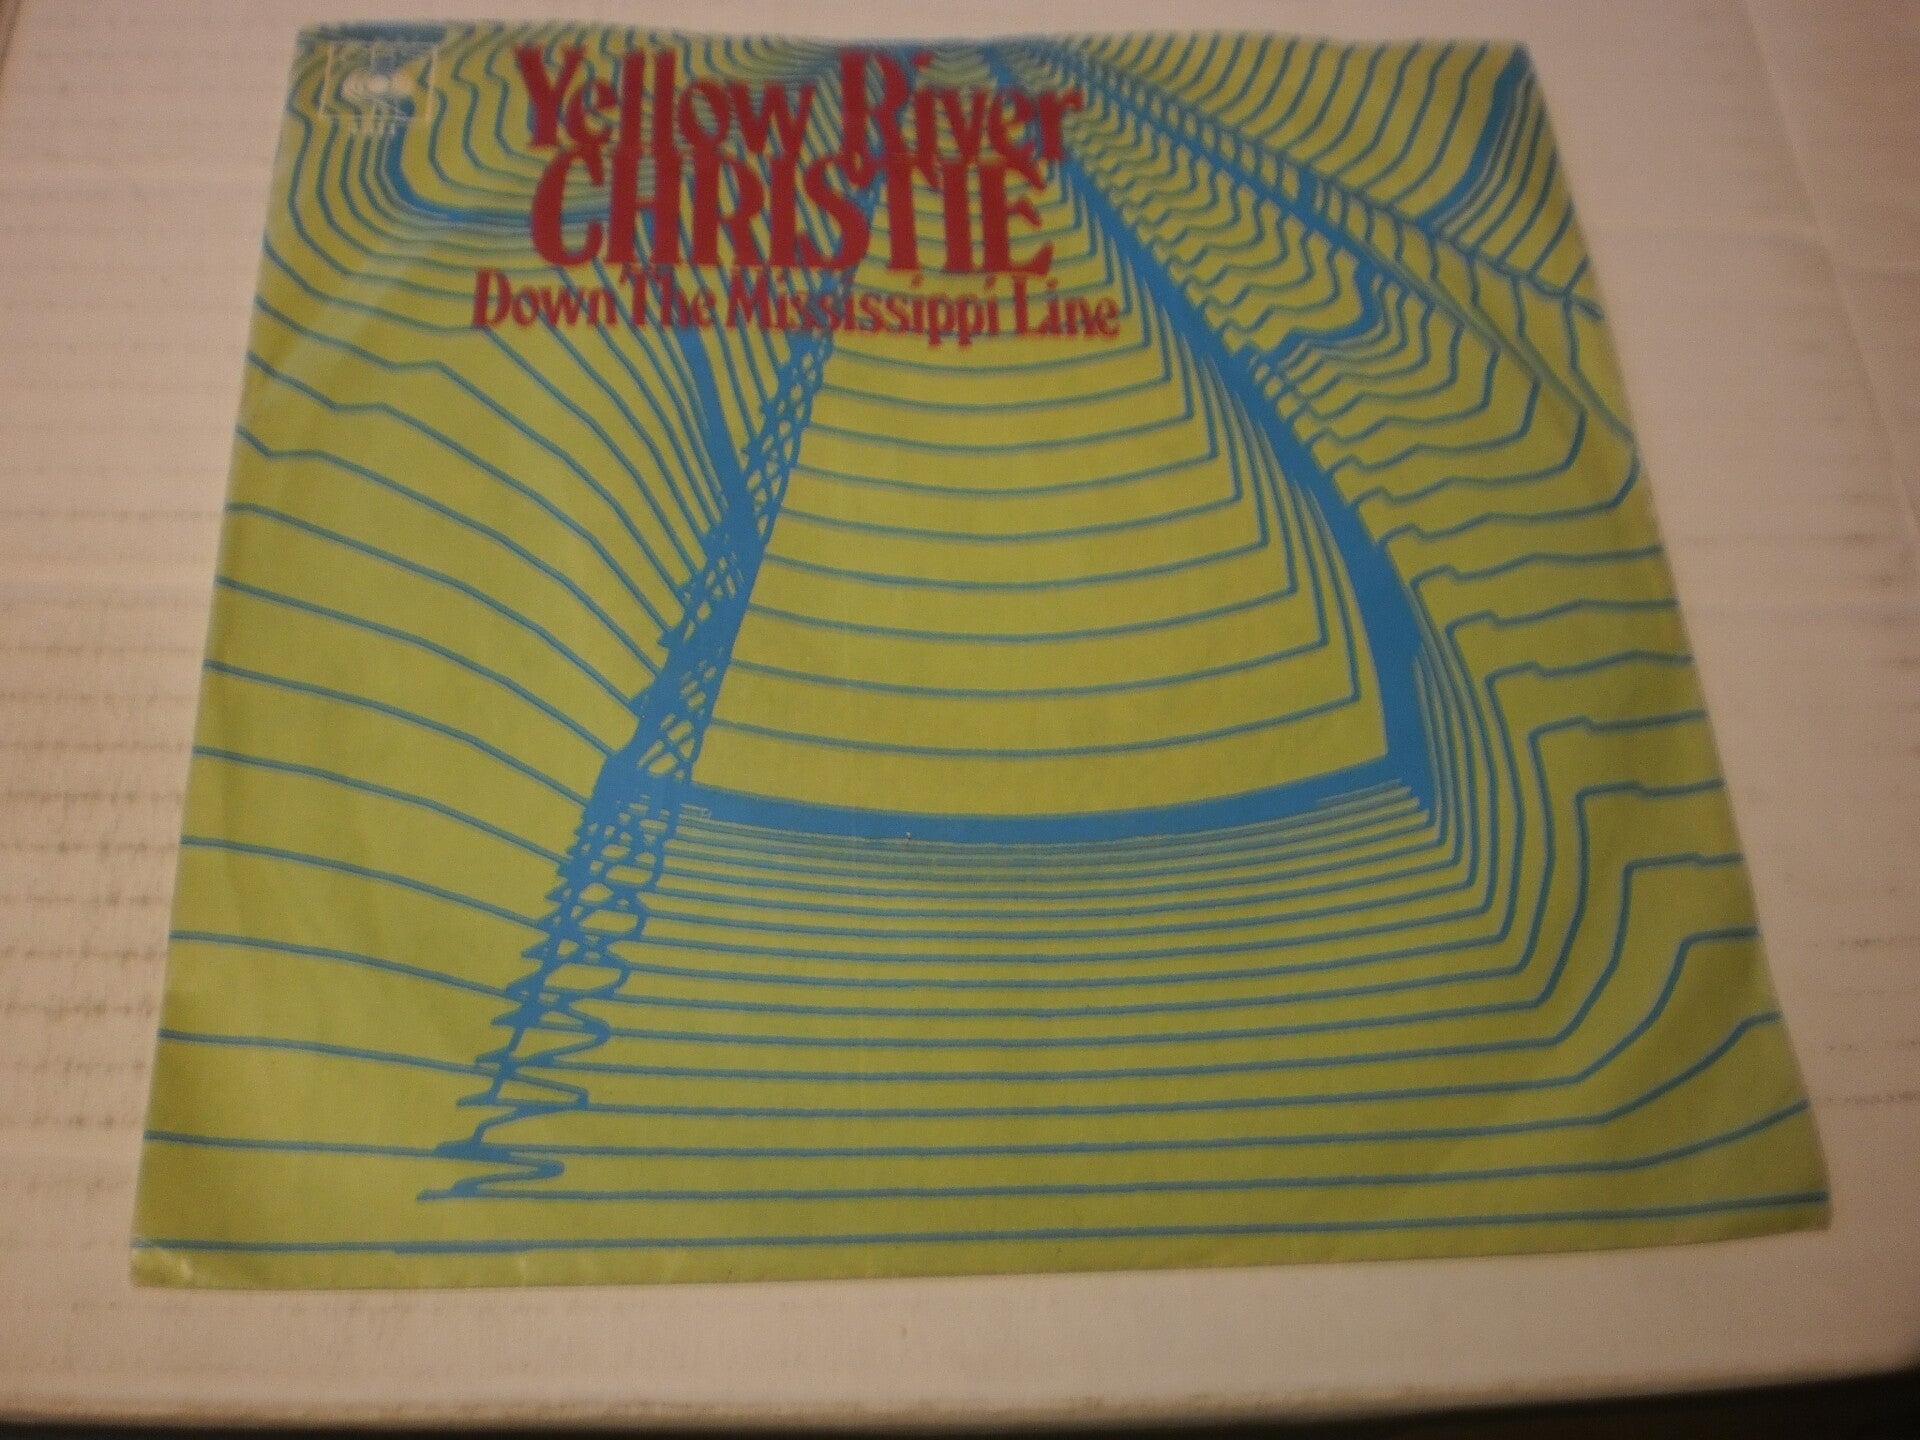 Yellow River
CHRISTIE
Down The Mississippi Line